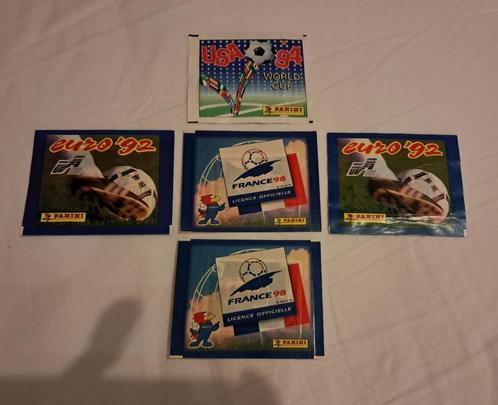 USA 94
WORLD
CUP
PANINI
euro '92
PANINI
FRANCE 98
LICENCE OFFICIELLE
PANINI
euro '92
PANINI
FRANCE 98
LICENCE OFFICIELLE
PANINI